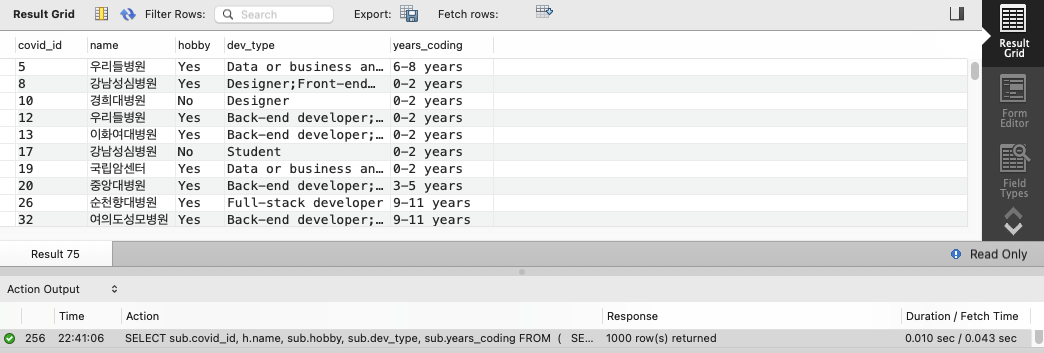 Result Grid Filter Rows: Search Export: Fetch rows:
covid_id name hobby dev_type years_coding
5 우리들병원 Yes Data or business an... 6-8 years
8 강남성심병원 Yes Designer;Front-end... 0-2 years
10 경희대병원 No Designer 0-2 years
12 우리들병원 Yes Back-end developer;... 0-2 years
13 이화여대병원 Yes Back-end developer;... 0-2 years
17 강남성심병원 No Student 0-2 years
19 국립암센터 Yes Data or business an... 0-2 years
20 중앙대병원 Yes Back-end developer;... 3-5 years
26 순천향대병원 Yes Full-stack developer 9-11 years
32 여의도성모병원 Yes Back-end developer;... 9-11 years
Result
Grid
Form
Editor
Field
Types
Result 75 Read Only
Action Output
Time Action Response Duration / Fetch Time
256 22:41:06 SELECT sub.covid_id, h.name, sub.hobby, sub.dev_type, sub.years_coding FROM ( SE... 1000 row(s) returned 0.010 sec / 0.043 sec